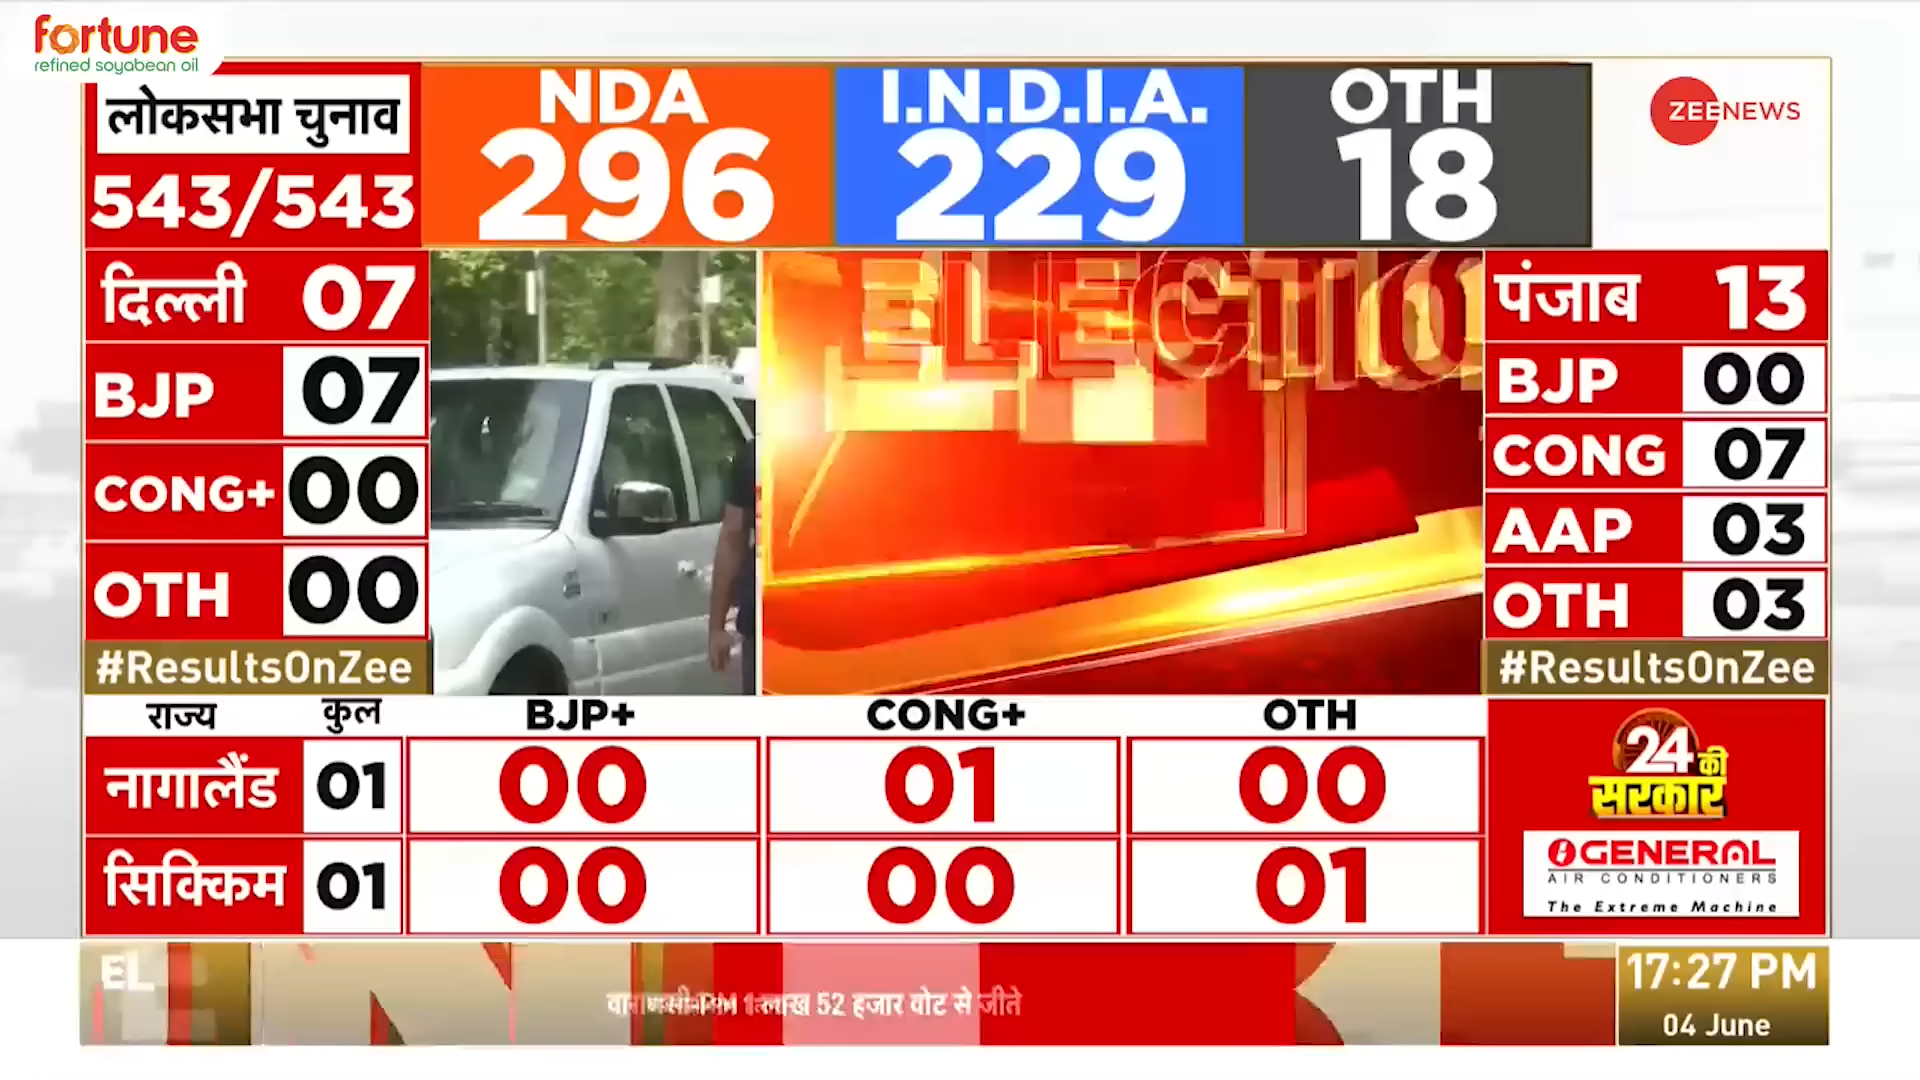 fortune
refined soyabean oil
लोकसभा चुनाव
543/543
NDA
296
I.N.D.I.A.
229
OTH
18
ZEENEWS
दिल्ली 07
BJP 07
CONG+ 00
OTH 00
#ResultsOnZee
ELECTIO
पंजाब 13
BJP 00
CONG 07
AAP 03
OTH 03
#ResultsOnZee
राज्य कुल BJP+ CONG+ OTH
नागालैंड 01 00 01 00
सिक्किम 01 00 00 01
24 की
सरकार
GENERAL
AIR CONDITIONERS
The Extreme Machine
EL
52 हजार वोट से जीते
17:27 PM
04 June